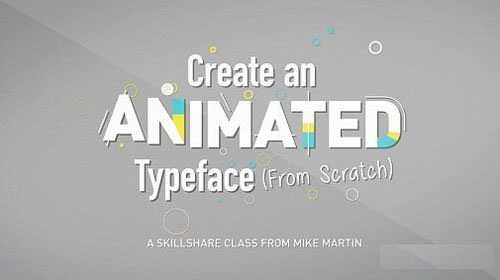 Create an
ANIMATED
Typeface (From Scratch)
A SKILLSHARE CLASS FROM MIKE MARTIN